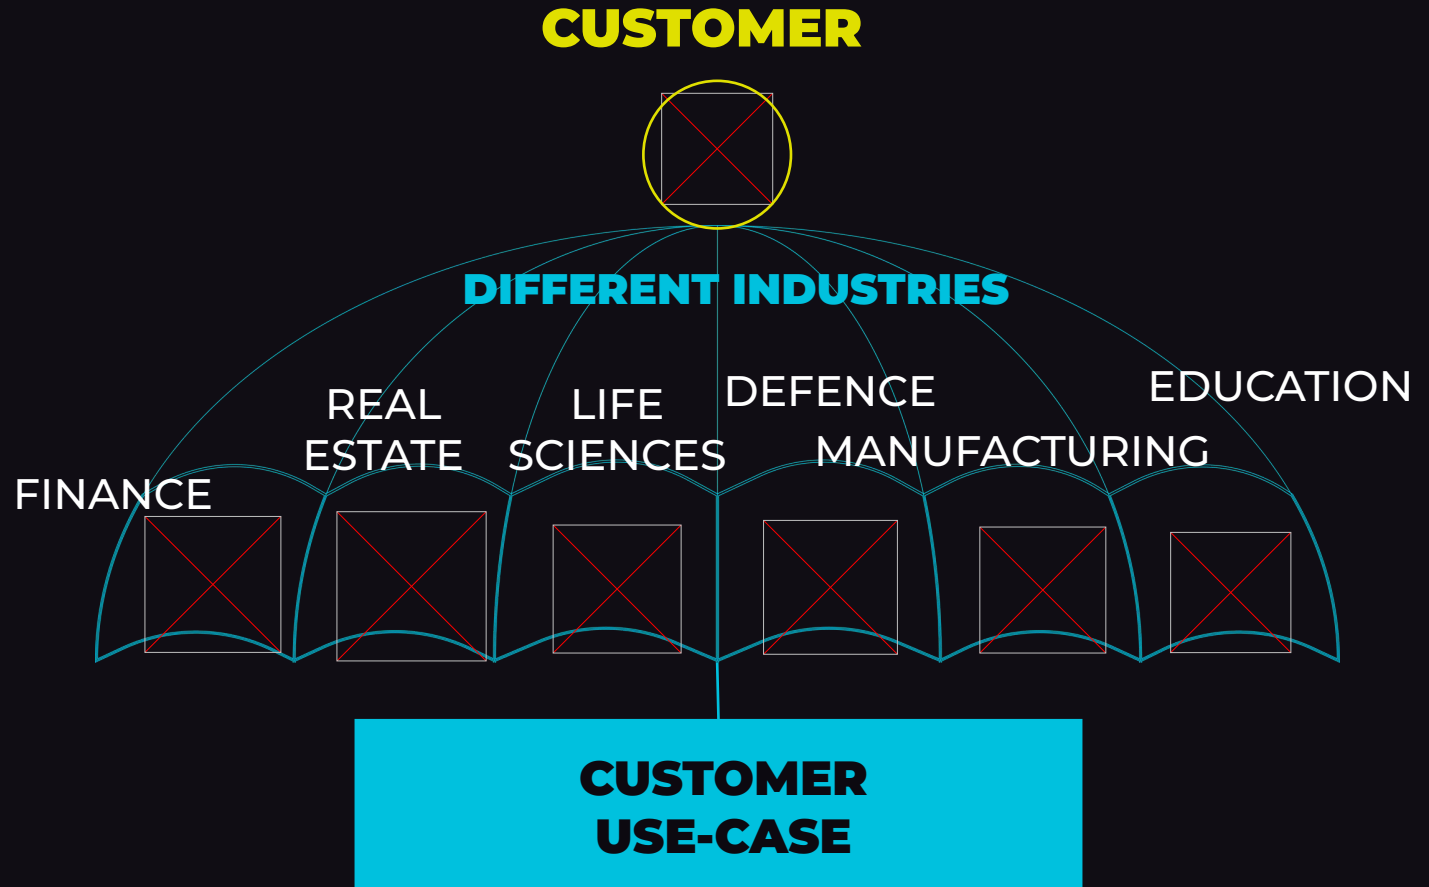 CUSTOMER
DIFFERENT INDUSTRIES
FINANCE
REAL
ESTATE
LIFE
SCIENCES
DEFENCE
MANUFACTURING
EDUCATION
CUSTOMER
USE-CASE